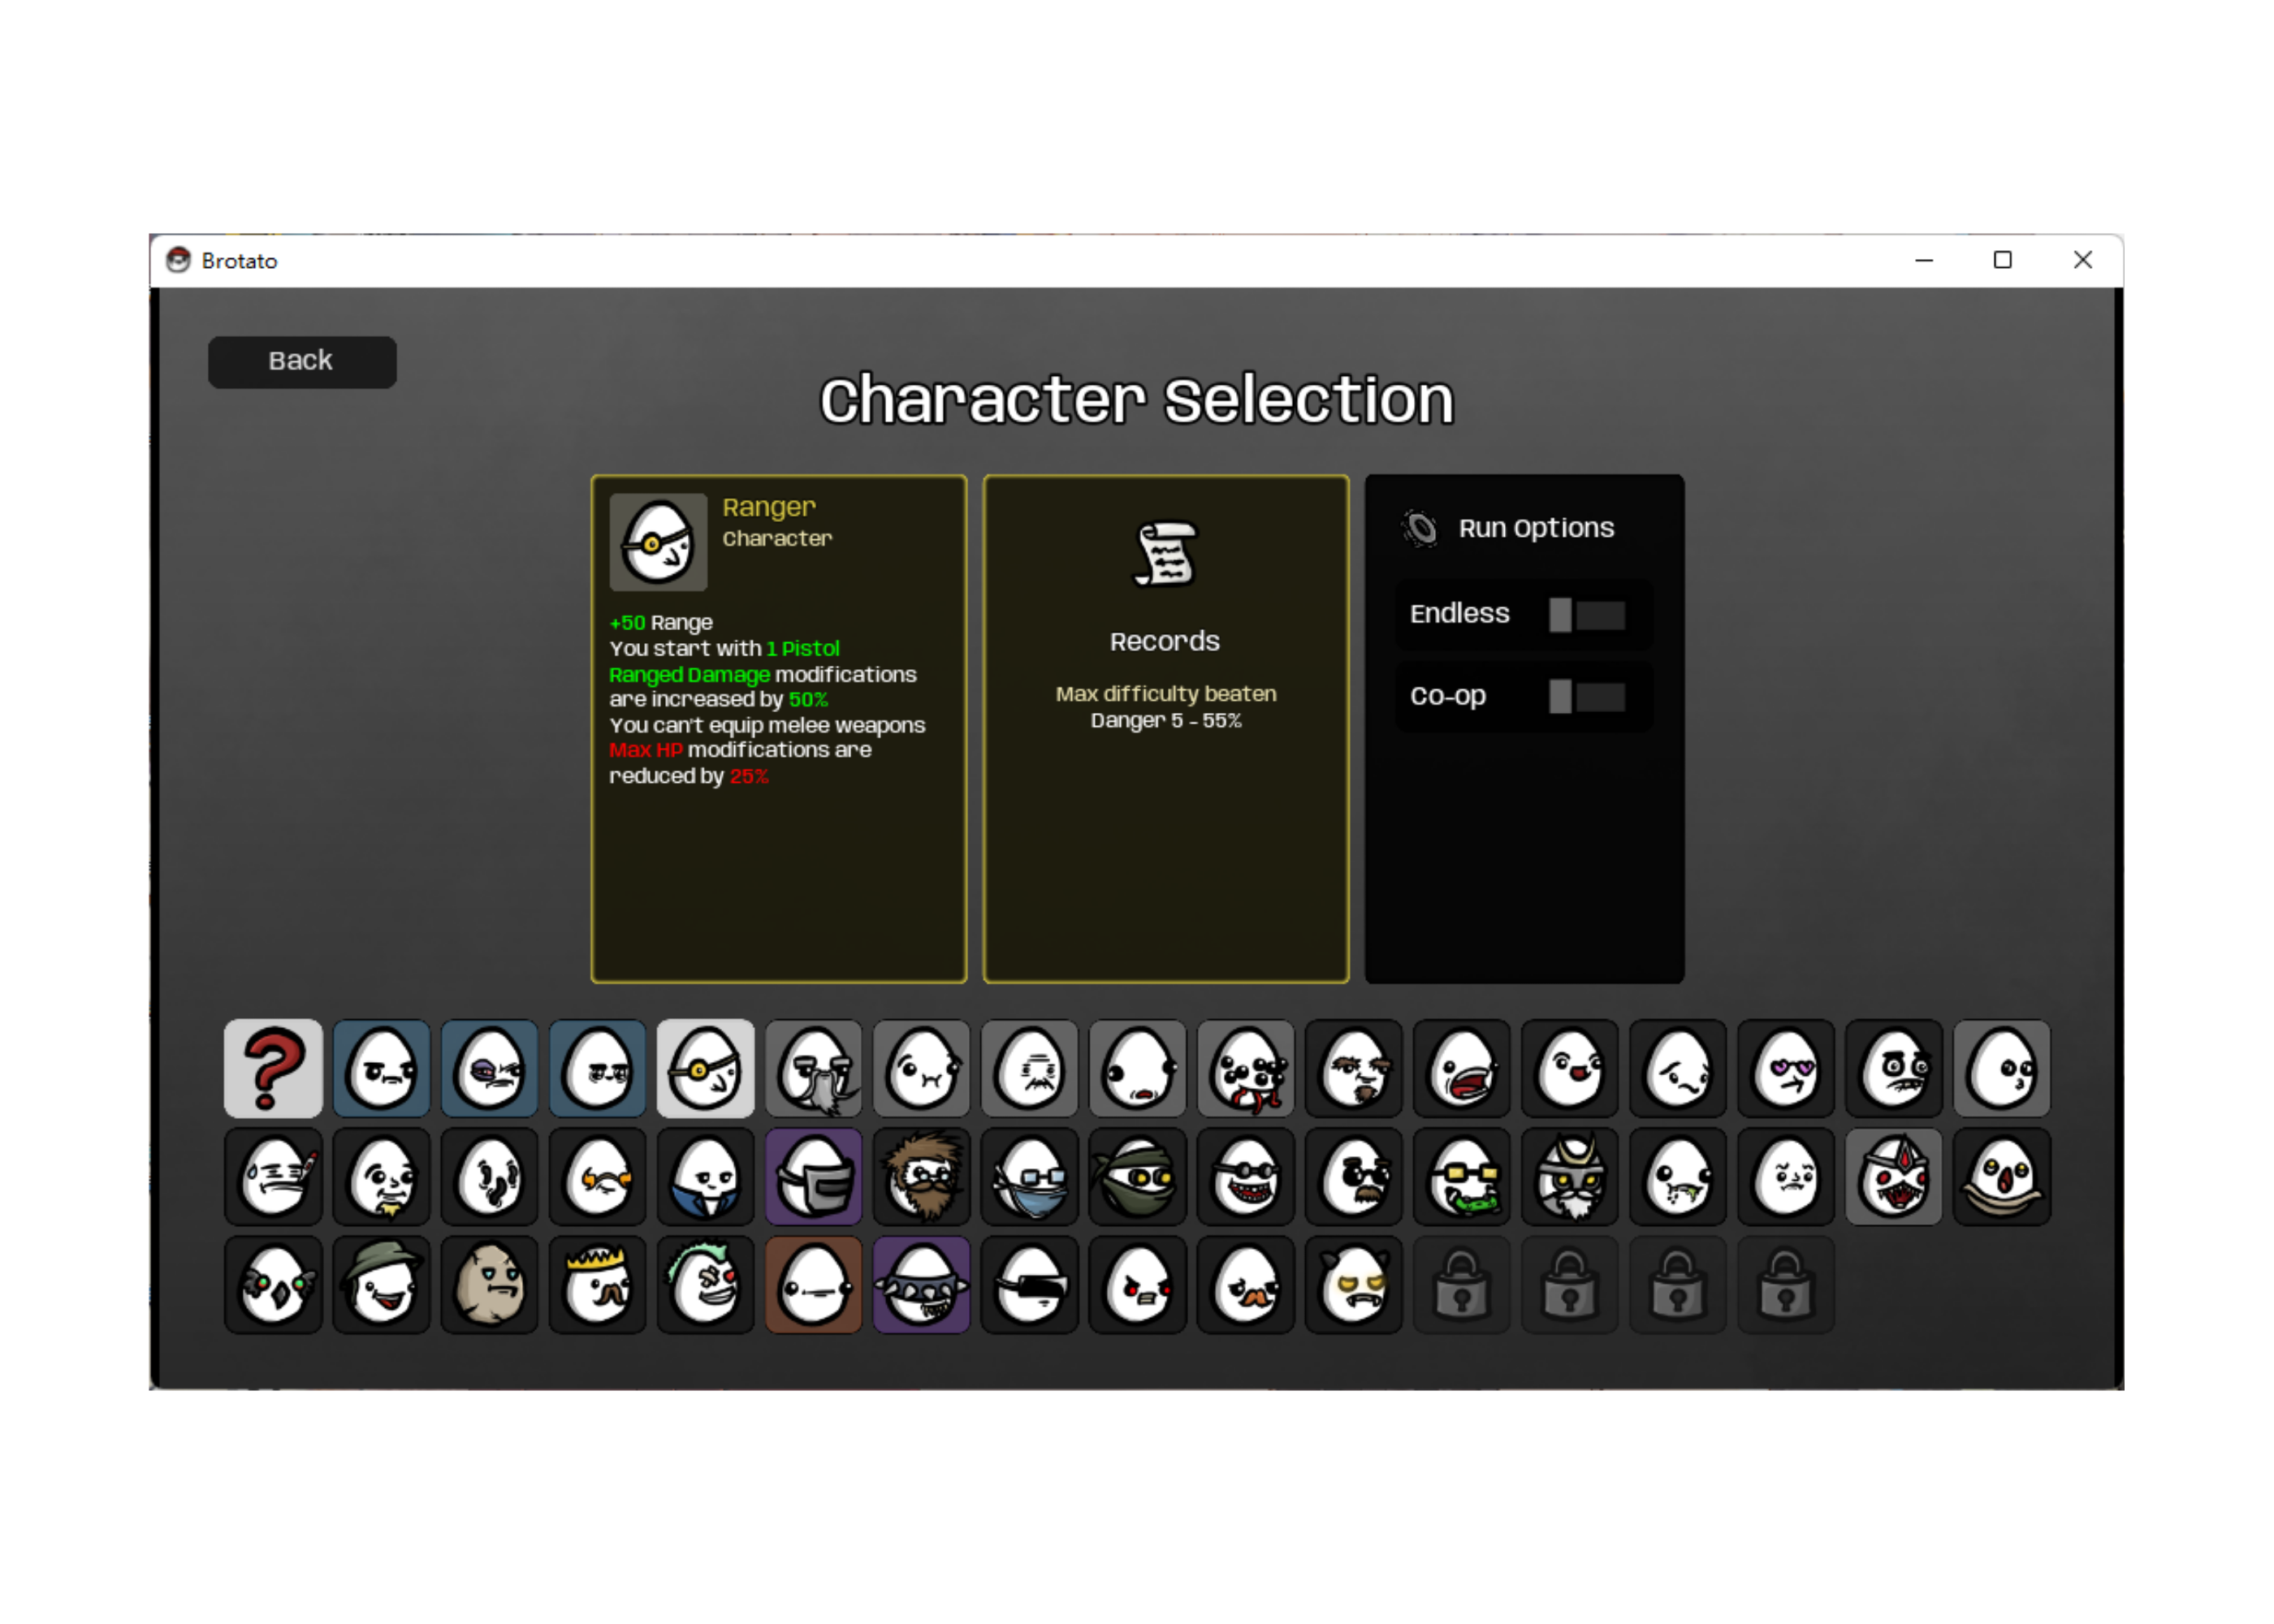 Brotato
Back
Character Selection
Ranger
Character
+50 Range
You start with 1 Pistol
Ranged Damage modifications
are increased by 50%
You can't equip melee weapons
Max HP modifications are
reduced by 25%
Records
Max difficulty beaten
Danger 5 - 55%
Run Options
Endless
Co-op
?